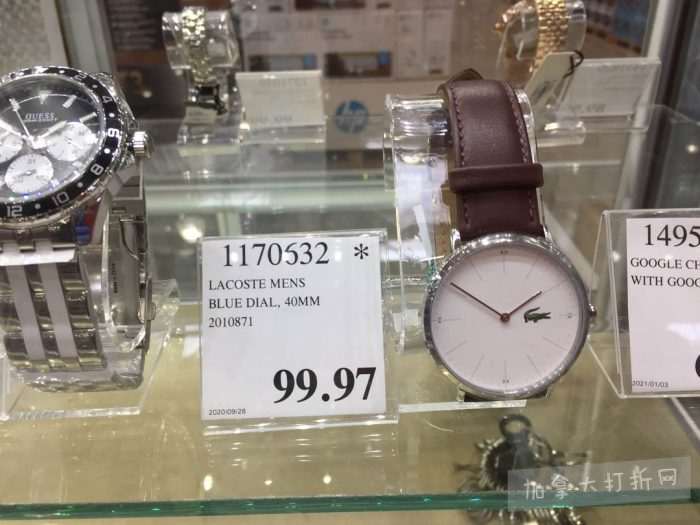 GUESS
hp
1170632 *
LACOSTE MENS
BLUE DIAL, 40MM
2010871
99.97
2020/09/28
1495
GOOGLE CH
WITH GOOG
2021/01/03
加拿大打折网